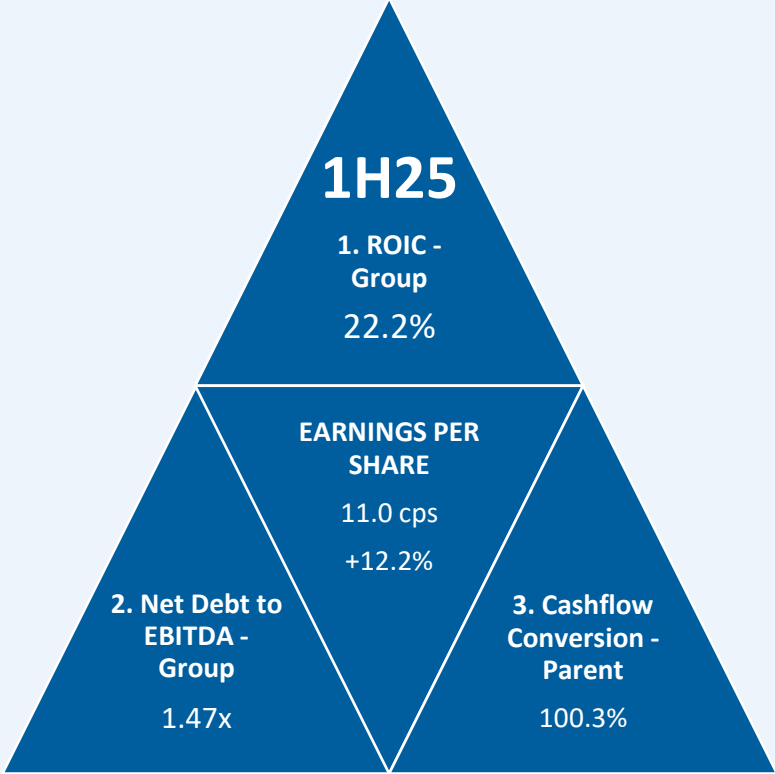 1H25
1. ROIC -
Group
22.2%
EARNINGS PER
SHARE
11.0 cps
+12.2%
2. Net Debt to
EBITDA -
Group
1.47x
3. Cashflow
Conversion -
Parent
100.3%